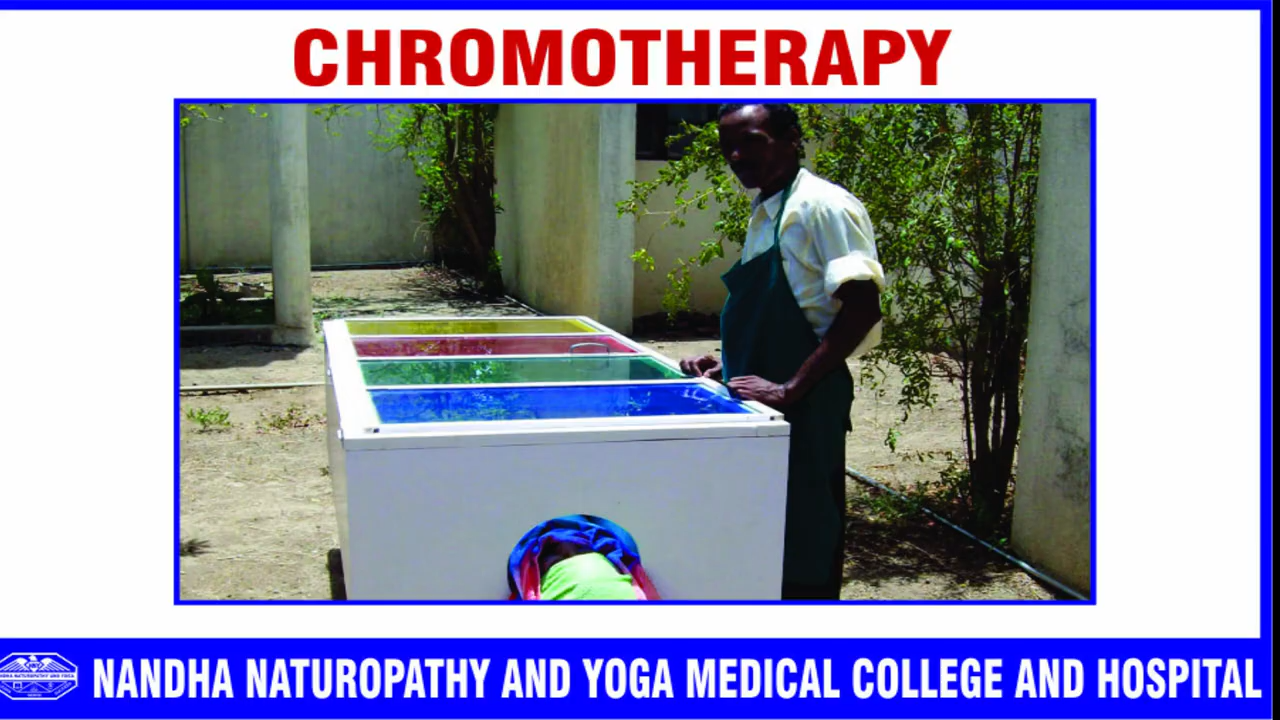 CHROMOTHERAPY
NANDHA NATUROPATHY AND YOGA MEDICAL COLLEGE AND HOSPITAL